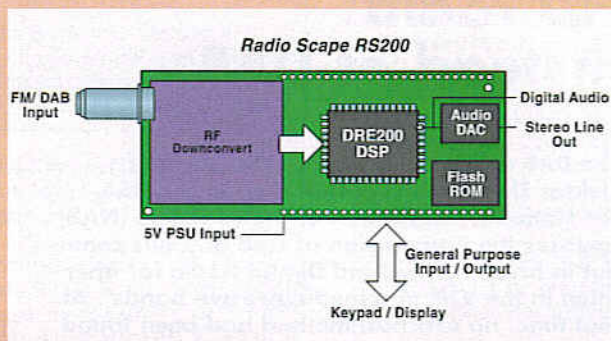 Radio Scape RS200
FM/ DAB
Input
RF
Downconvert
DRE200
DSP
Audio
DAC
Flash
ROM
Digital Audio
Stereo Line
Out
5V PSU Input
General Purpose
Input / Output
Keypad / Display